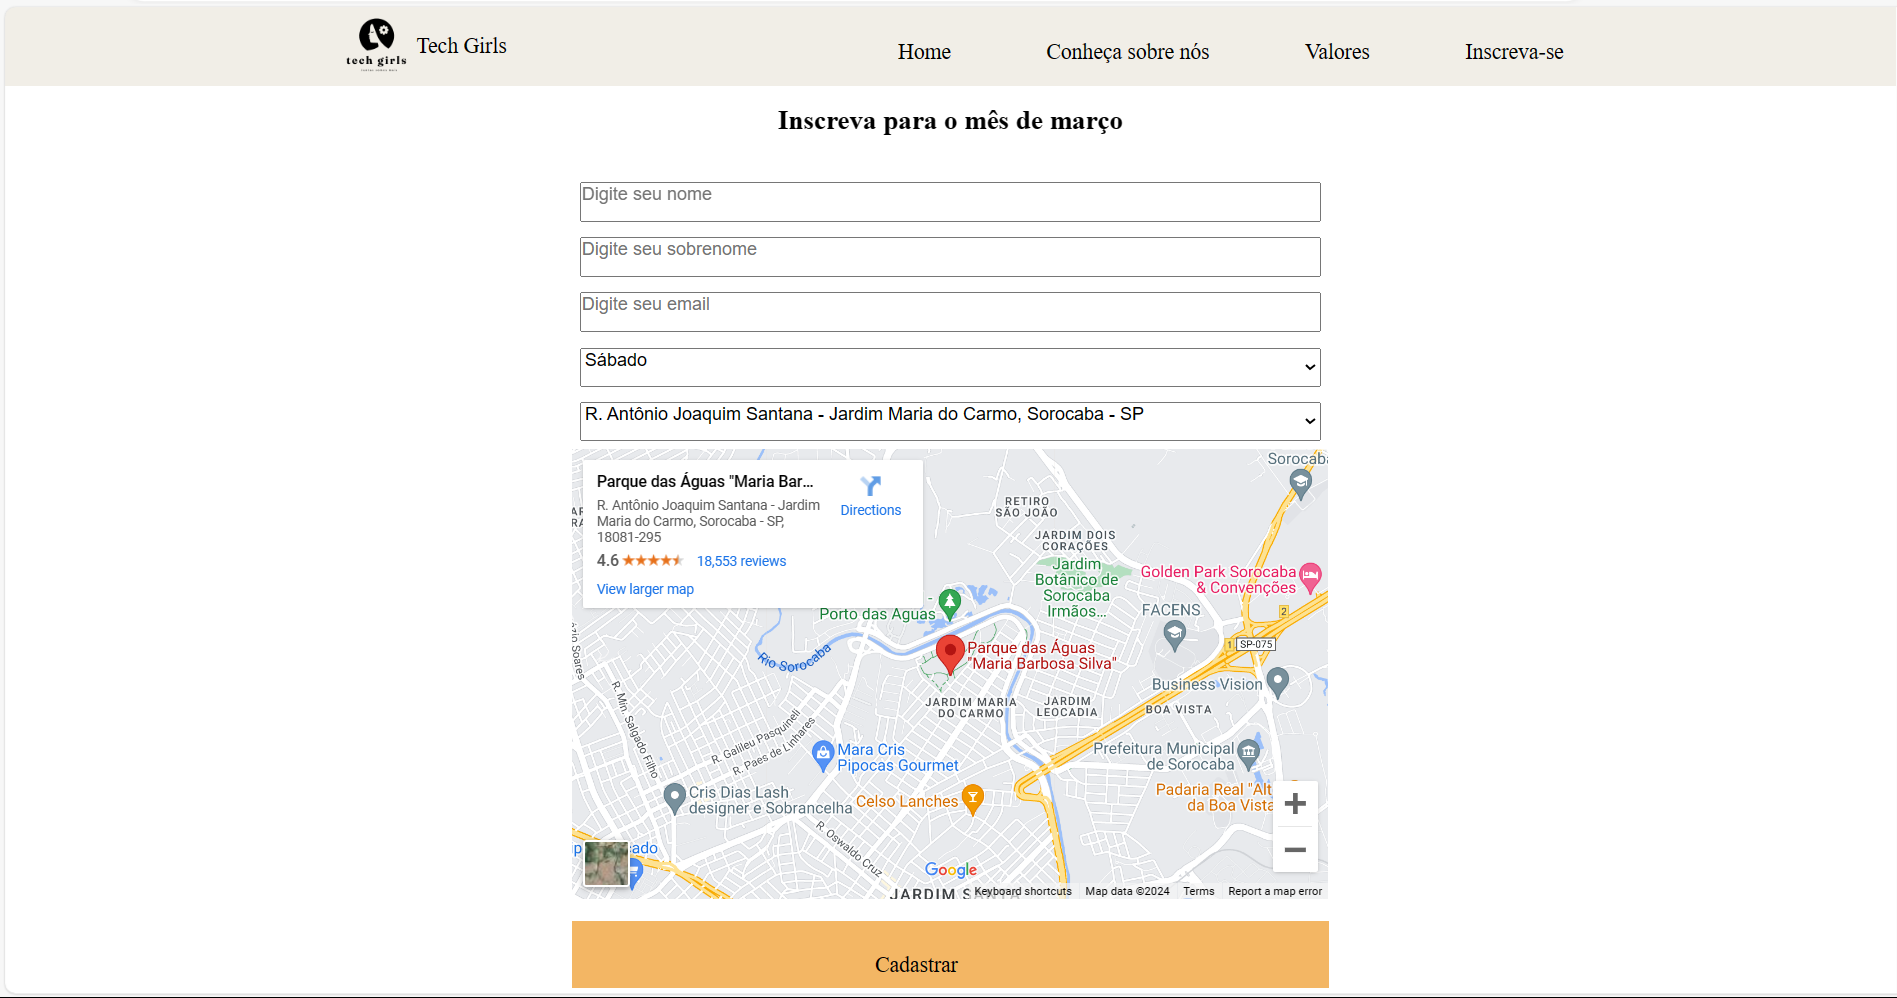 tech girls
Tech Girls
Home
Conheça sobre nós
Valores
Inscreva-se
Inscreva para o mês de março
Digite seu nome
Digite seu sobrenome
Digite seu email
Sábado
R. Antônio Joaquim Santana - Jardim Maria do Carmo, Sorocaba - SP
Parque das Águas "Maria Bar...
R. Antônio Joaquim Santana - Jardim
Maria do Carmo, Sorocaba - SP,
18081-295
4.6
18,553 reviews
View larger map
Directions
RETIRO
SÃO JOÃO
JARDIM DOIS
CORAÇÕES
Jardim
Botânico de
Sorocaba
Irmãos...
Golden Park Sorocaba
& Convenções
FACENS
Porto das Águas
Rio Sorocaba
Parque das Águas
"Maria Barbosa Silva"
2
1
SP-075
Business Vision
BOA VISTA
JARDIM MARIA
DO CARMO
JARDIM
LEOCADIA
R. Min. Salgado Filho
R. Galileu Pasquineli
R. Paes de Linhares
Mara Cris
Pipocas Gourmet
Prefeitura Municipal
de Sorocaba
Cris Dias Lash
designer e Sobrancelha
Celso Lanches
Padaria Real "Alt
da Boa Vista
R. Oswaldo Cruz
Google
Keyboard shortcuts
Map data ©2024
Terms
Report a map error
Cadastrar